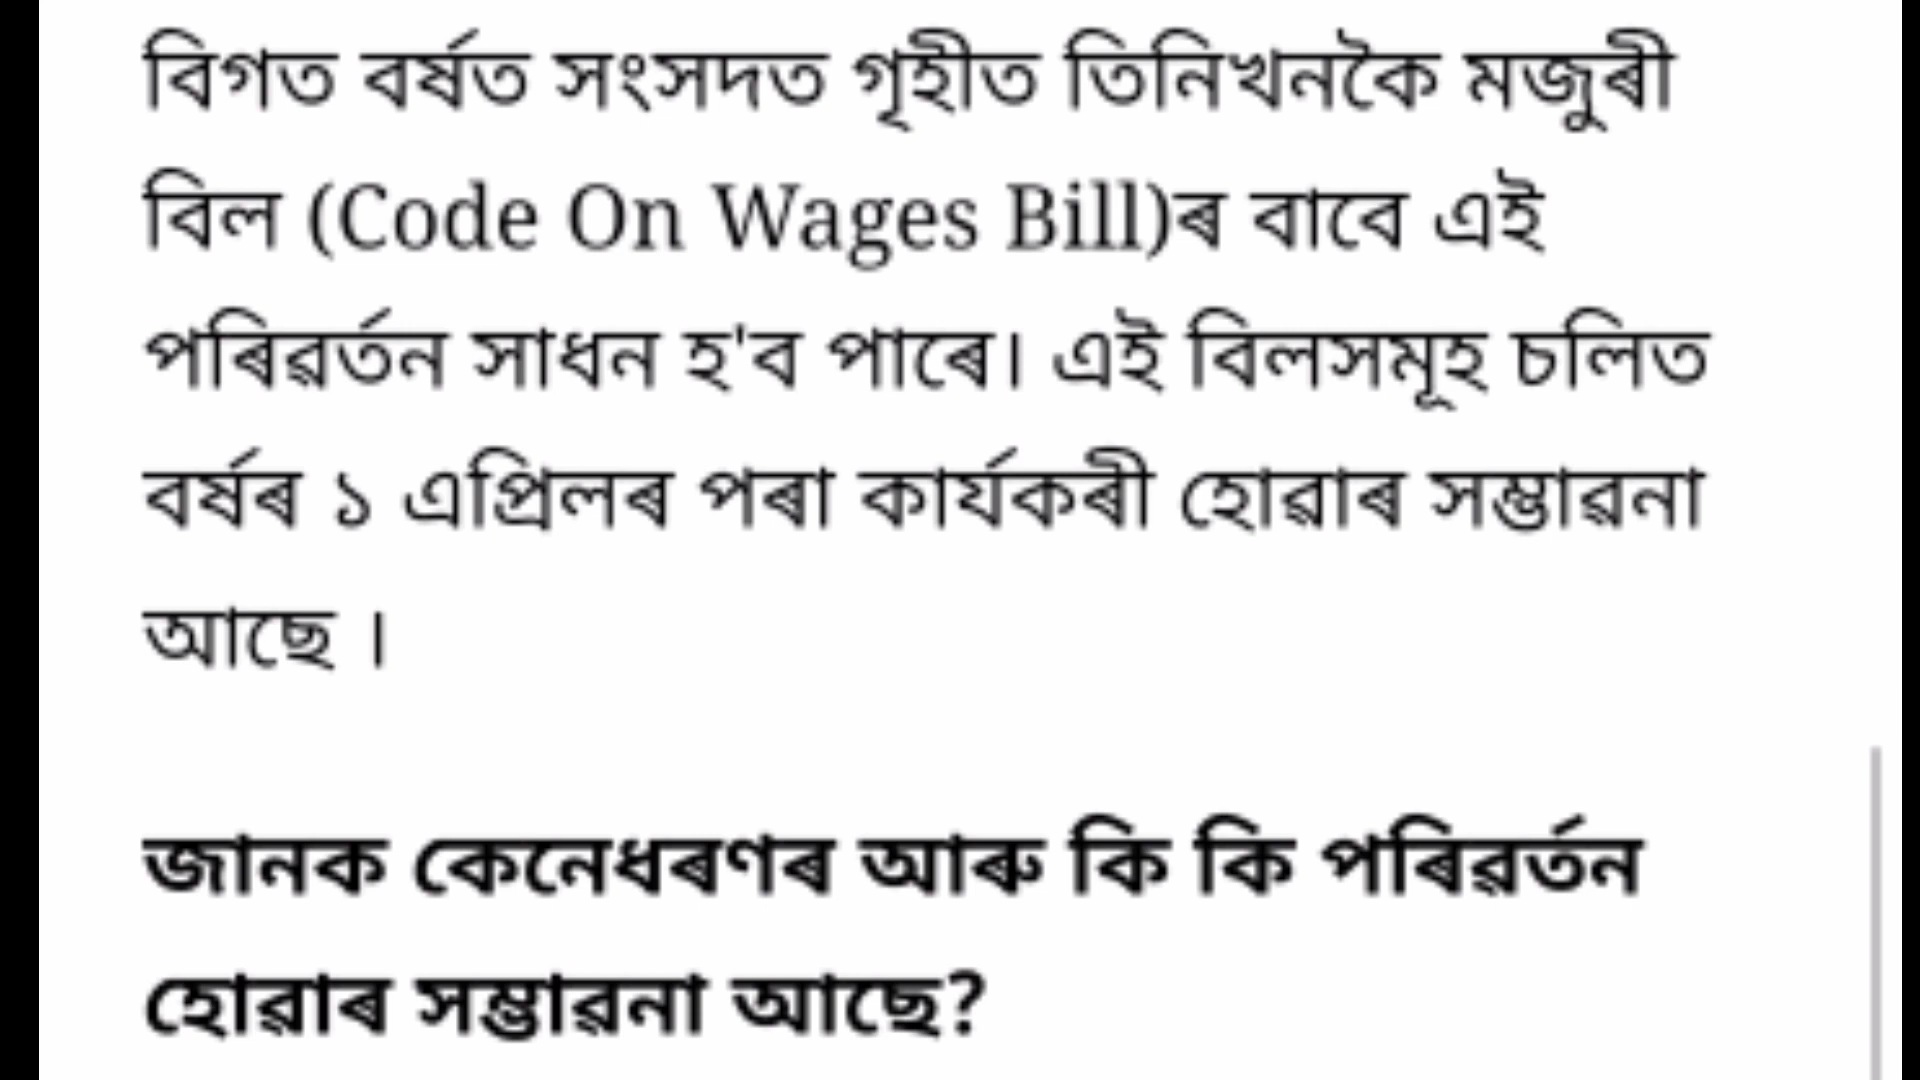 বিগত বৰ্ষত সংসদত গৃহীত তিনিখনকৈ মজুৰী
বিল (Code On Wages Bill)ৰ বাবে এই
পৰিৱৰ্তন সাধন হ'ব পাৰে। এই বিলসমূহ চলিত
বৰ্ষৰ ১ এপ্ৰিলৰ পৰা কাৰ্যকৰী হোৱাৰ সম্ভাৱনা
আছে ।
জানক কেনেধৰণৰ আৰু কি কি পৰিৱৰ্তন
হোৱাৰ সম্ভাৱনা আছে?